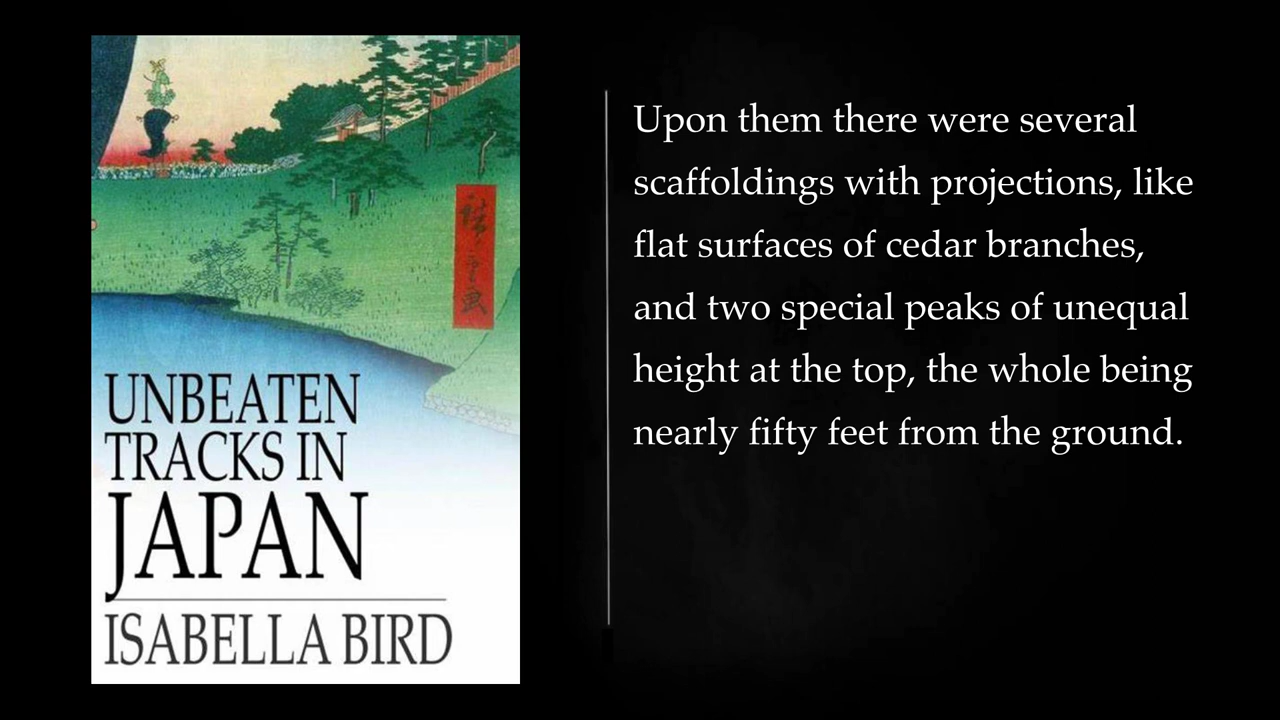 UNBEATEN
TRACKS IN
JAPAN
ISABELLA BIRD
Upon them there were several
scaffoldings with projections, like
flat surfaces of cedar branches,
and two special peaks of unequal
height at the top, the whole being
nearly fifty feet from the ground.